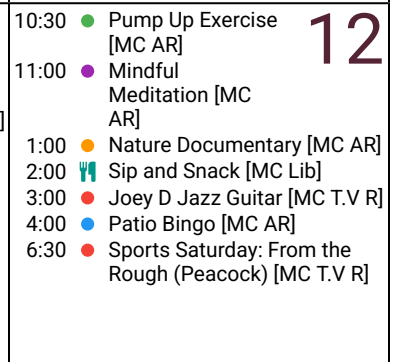 12
10:30 Pump Up Exercise
[MC AR]
11:00 Mindful
Meditation [MC
AR]
]
1:00 Nature Documentary [MC AR]
2:00 Sip and Snack [MC Lib]
3:00 Joey D Jazz Guitar [MC T.V R]
4:00 Patio Bingo [MC AR]
6:30 Sports Saturday: From the
Rough (Peacock) [MC T.V R]